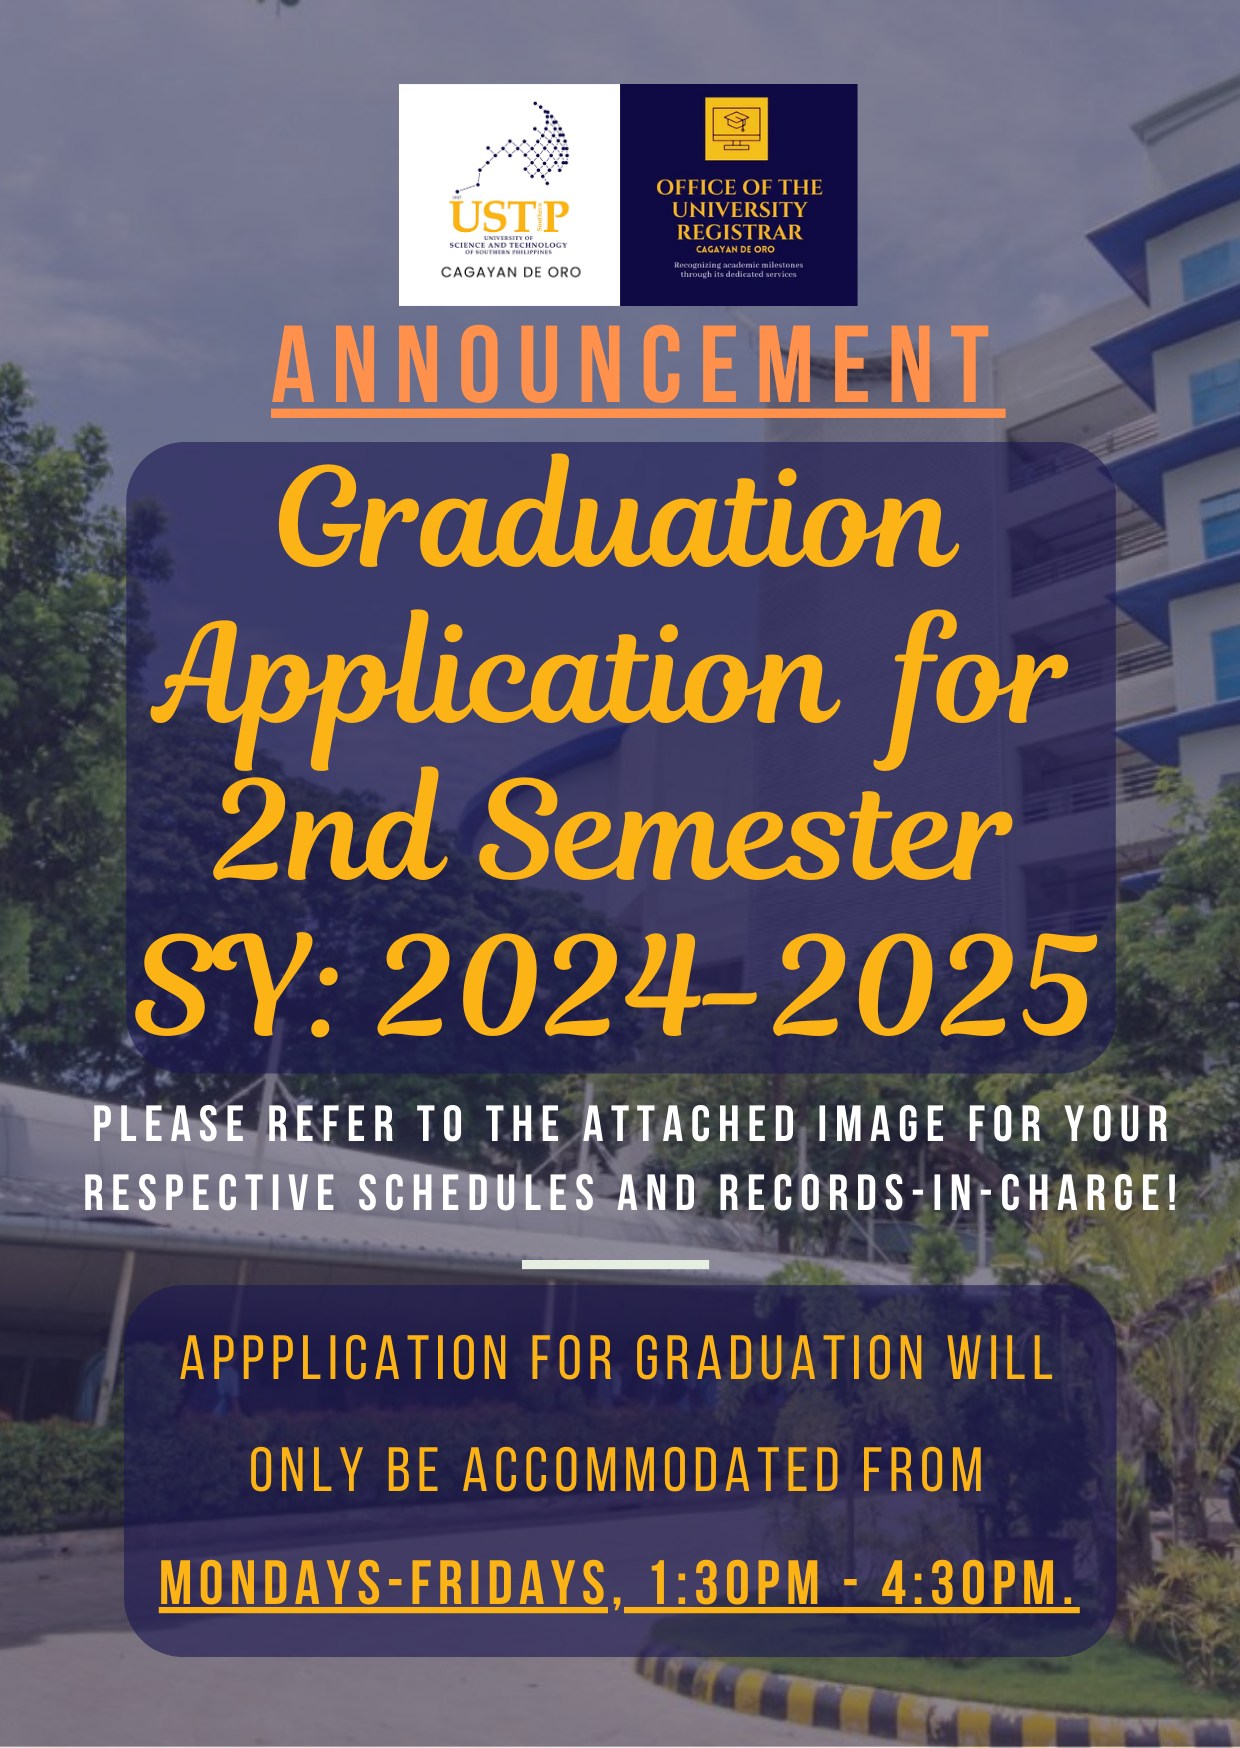 UST P
Southern
UNIVERSITY OF
SCIENCE AND TECHNOLOGY
OF SOUTHERN PHILIPPINES
CAGAYAN DE ORO
OFFICE OF THE
UNIVERSITY
REGISTRAR
CAGAYAN DE ORO
Recognizing academic milestones
through its dedicated services
ANNOUNCEMENT
Graduation
Application for
2nd Semester
SY: 2024-2025
PLEASE REFER TO THE ATTACHED IMAGE FOR YOUR
RESPECTIVE SCHEDULES AND RECORDS-IN-CHARGE!
APPPLICATION FOR GRADUATION WILL
ONLY BE ACCOMMODATED FROM
MONDAYS-FRIDAYS, 1:30PM - 4:30PM.